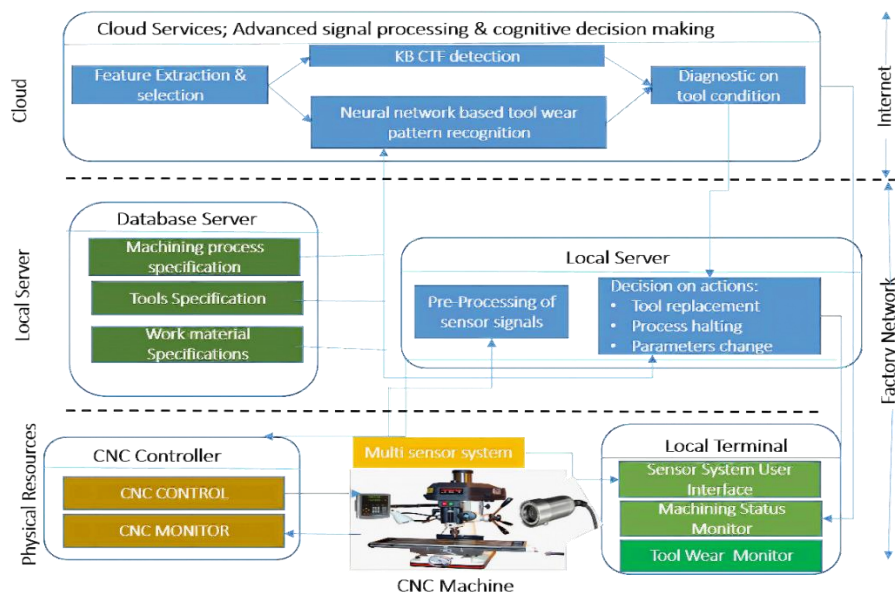 Cloud Services; Advanced signal processing & cognitive decision making
KB CTF detection
Feature Extraction &
selection
Diagnostic on
tool condition
Neural network based tool wear
pattern recognition
Cloud
Internet
Database Server
Machining process
specification
Tools Specification
Work material
Specifications
Local Server
Local Server
Pre-Processing of
sensor signals
Decision on actions:
• Tool replacement
• Process halting
• Parameters change
Factory Network
Physical Resources
CNC Controller
CNC CONTROL
CNC MONITOR
Multi sensor system
CNC Machine
Local Terminal
Sensor System User
Interface
Machining Status
Monitor
Tool Wear Monitor